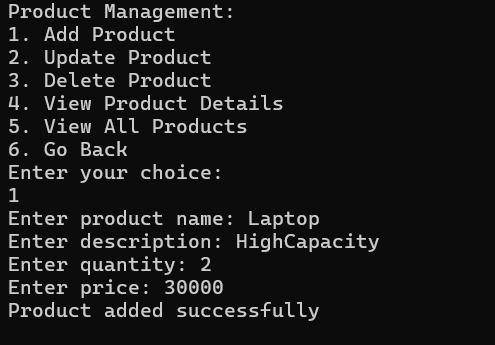 Product Management:
1. Add Product
2. Update Product
3. Delete Product
4. View Product Details
5. View All Products
6. Go Back
Enter your choice:
1
Enter product name: Laptop
Enter description: HighCapacity
Enter quantity: 2
Enter price: 30000
Product added successfully